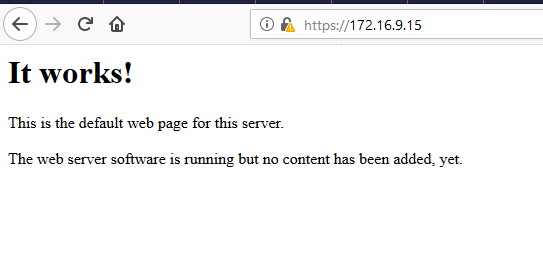 https://172.16.9.15
It works!
This is the default web page for this server.
The web server software is running but no content has been added, yet.